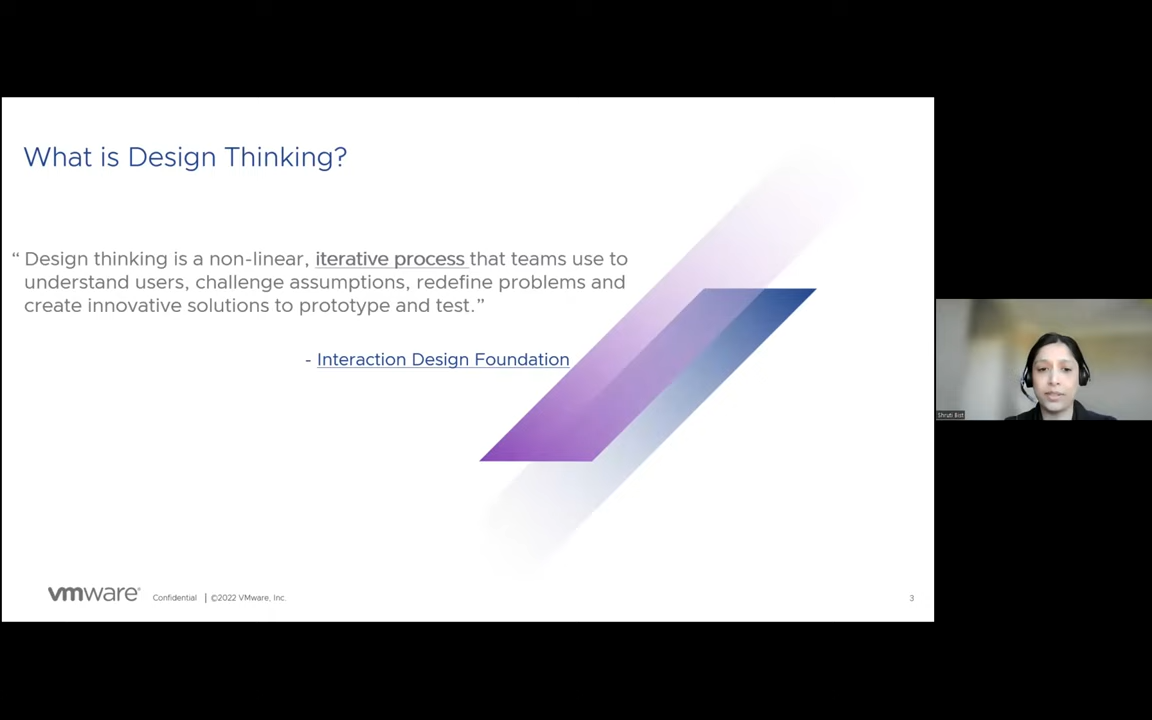 What is Design Thinking?
“ Design thinking is a non-linear, iterative process that teams use to
understand users, challenge assumptions, redefine problems and
create innovative solutions to prototype and test.”
- Interaction Design Foundation
vmware® Confidential | ©2022 VMware, Inc. 3
Shruti Bist